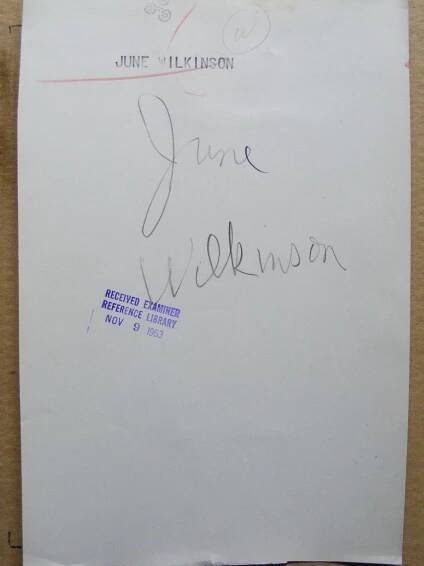 W
JUNE WILKINSON
June
Wilkinson
RECEIVED EXAMINER
REFERENCE LIBRARY
NOV 9 1963